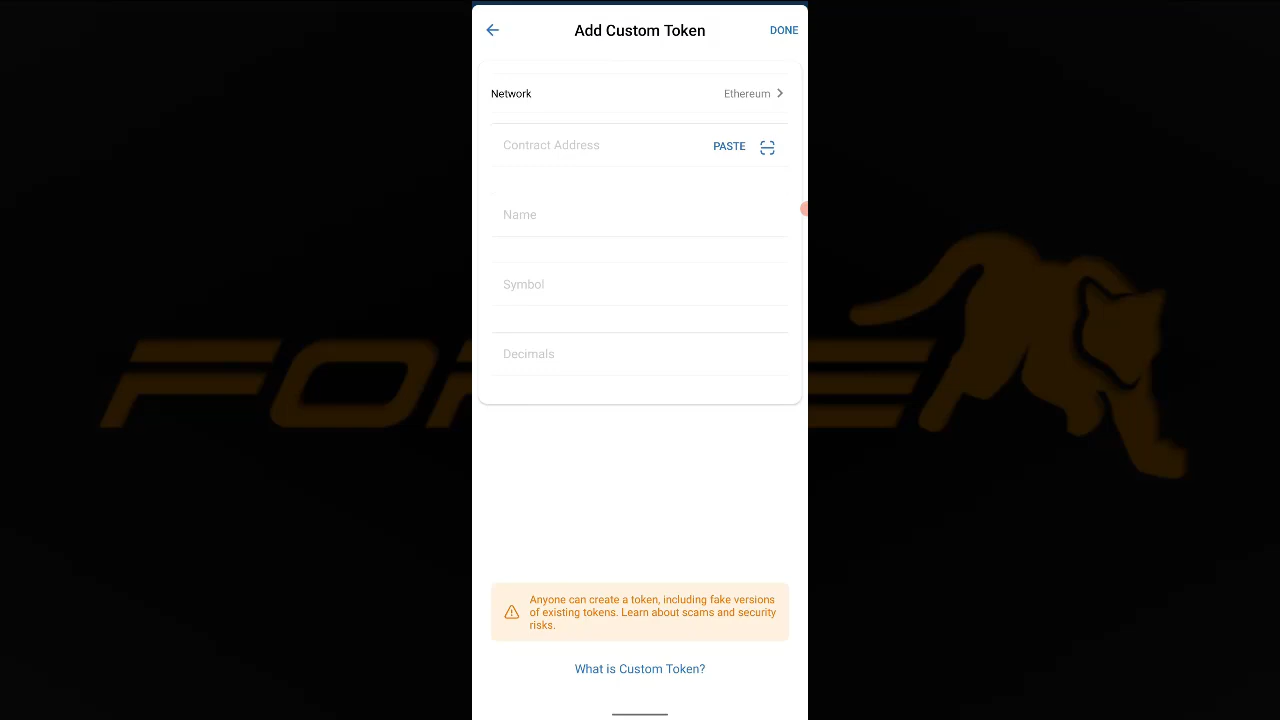 Add Custom Token
DONE
Network
Ethereum
Contract Address
PASTE
Name
Symbol
Decimals
Anyone can create a token, including fake versions
of existing tokens. Learn about scams and security
risks.
What is Custom Token?